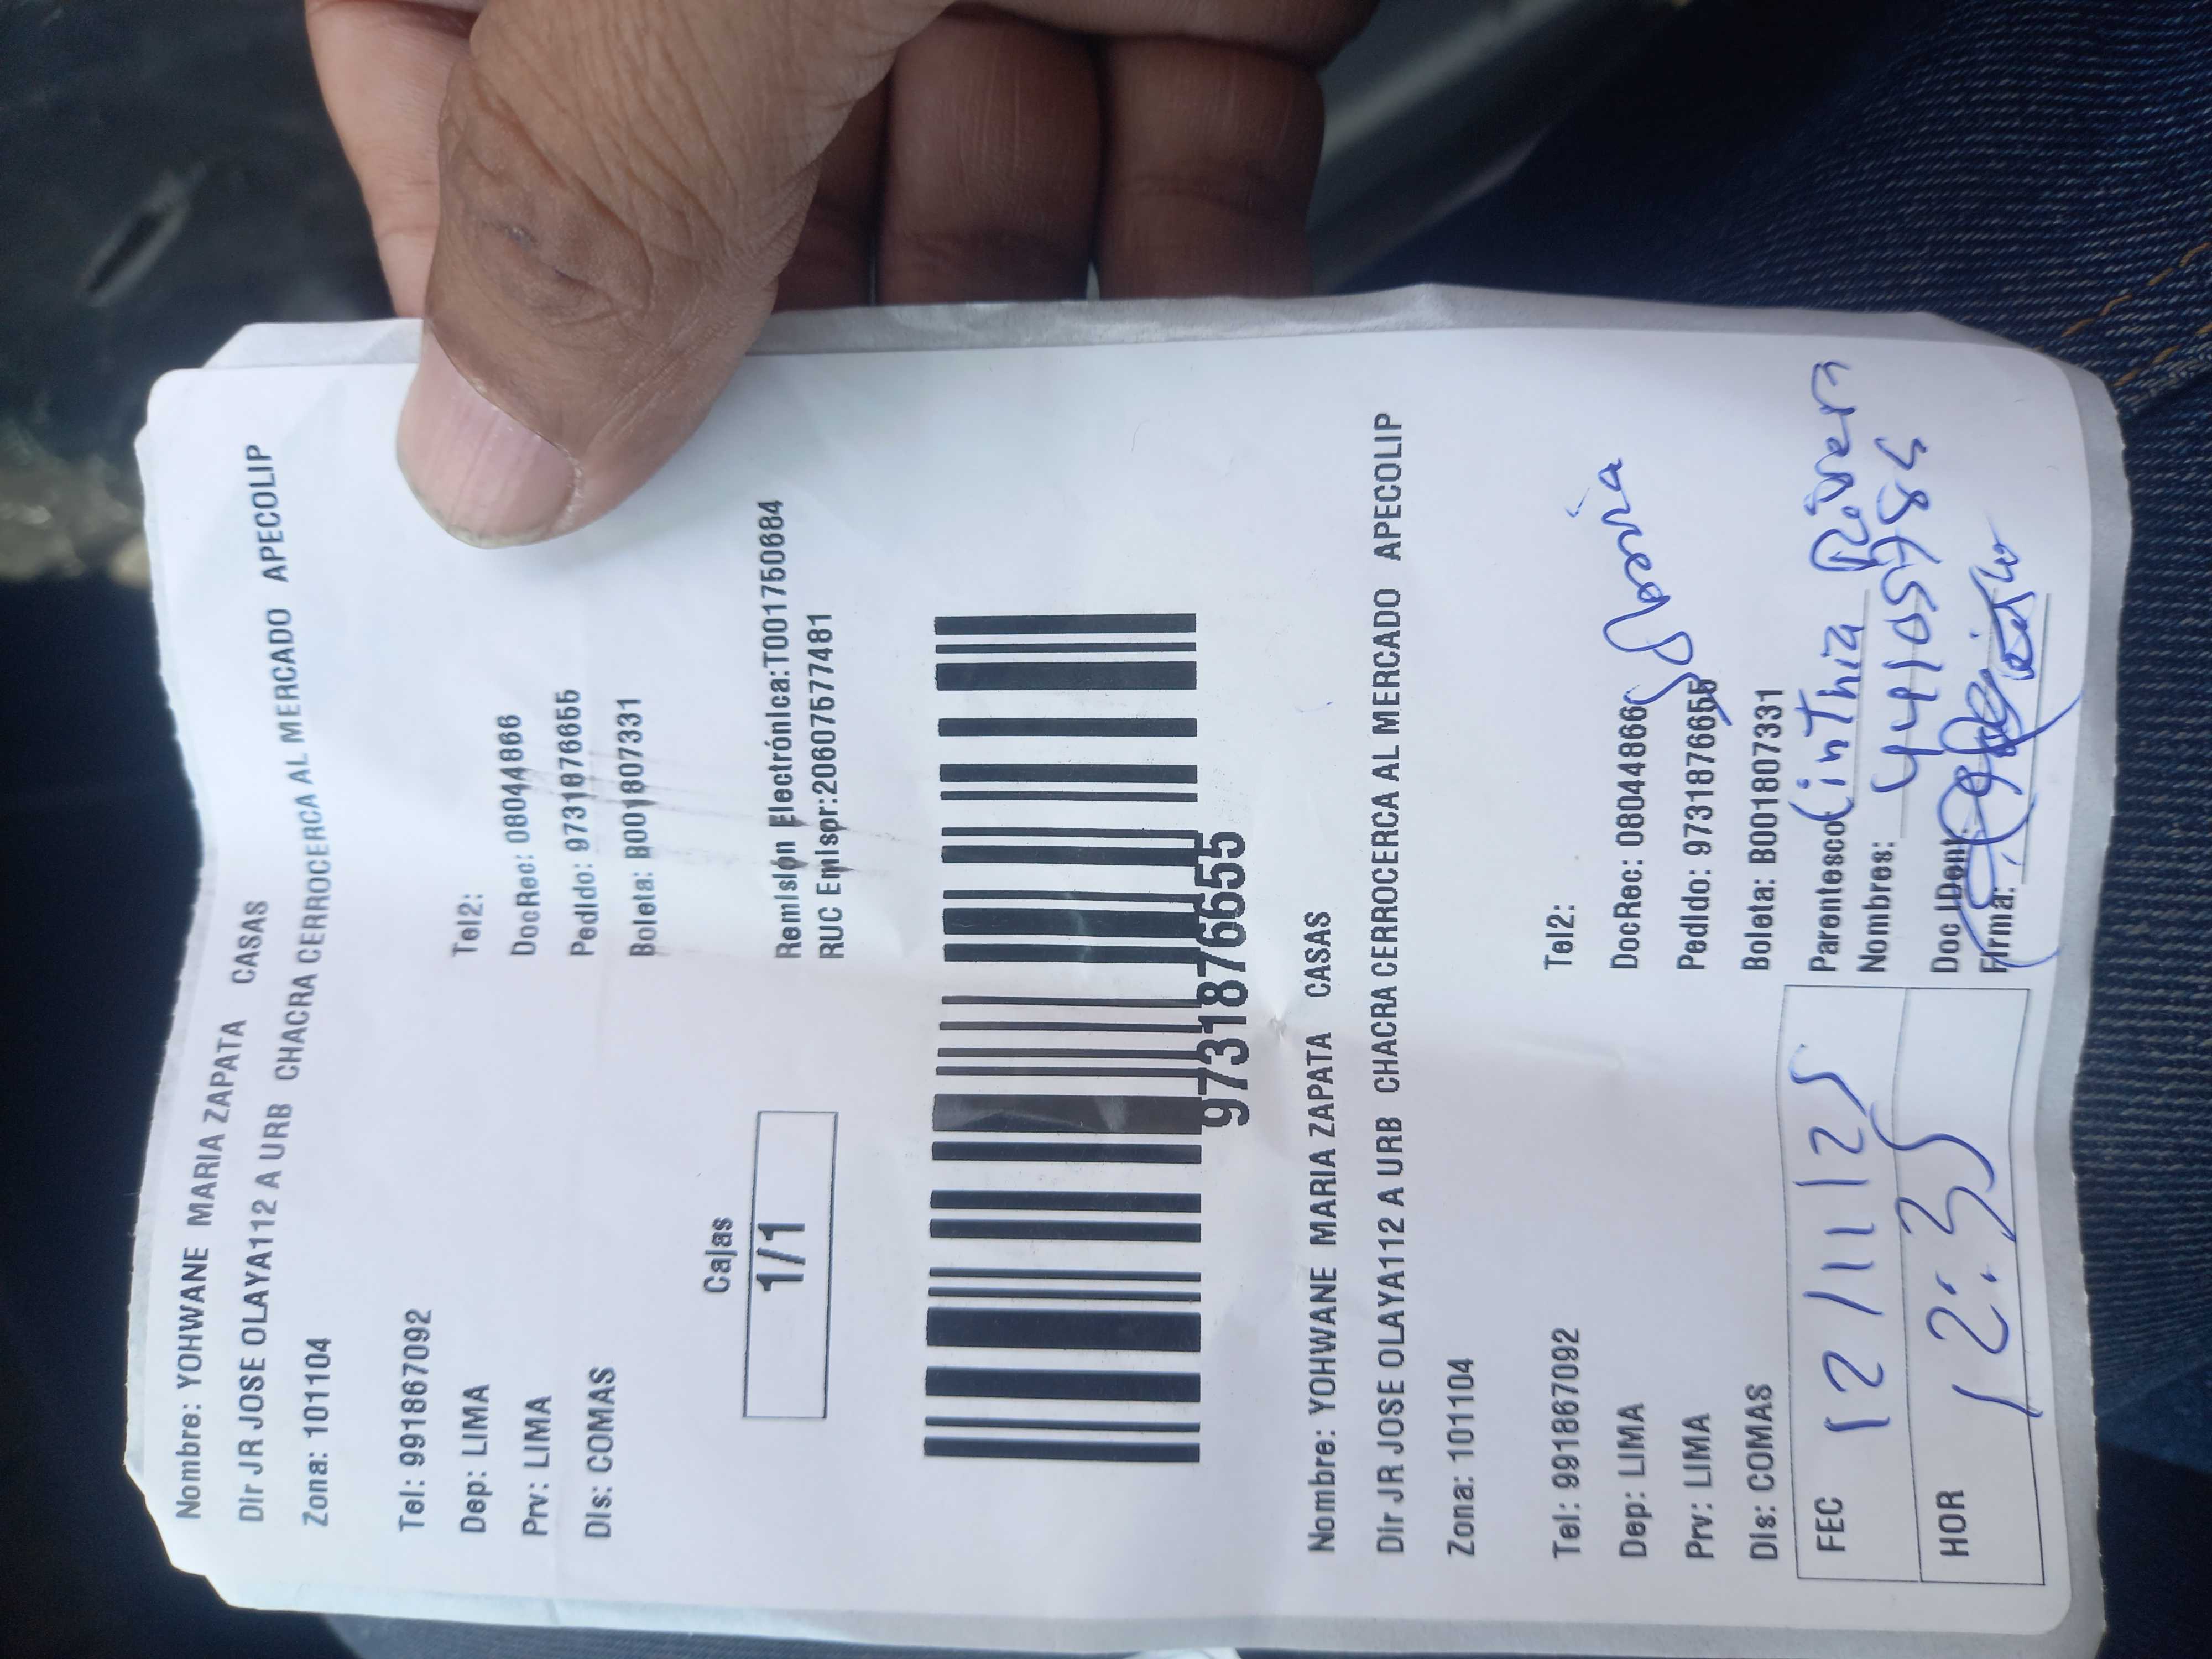 Nombre: YOHWANE MARIA ZAPATA CASAS
Dir JR JOSE OLAYA112 A URB CHACRA CERROCERCA AL MERCADO APECOLIP
Zona: 101104
Tel: 991867092 Tel2:
Dep: LIMA DocRec: 08044866
Prv: LIMA Pedido: 97318876655
Dis: COMAS Boleta: B001807331
Cajas
1/1
Remisión Electrónica:T001750684
RUC Emisor:20607577481
97318876655
Nombre: YOHWANE MARIA ZAPATA CASAS
Dir JR JOSE OLAYA112 A URB CHACRA CERROCERCA AL MERCADO APECOLIP
Zona: 101104
Tel: 991867092 Tel2:
Dep: LIMA DocRec: 08044866
Prv: LIMA Pedido: 97318876655
Dis: COMAS Boleta: B001807331
FEC 12/11/25 Parentesco Cinthia Rivera
Nombres:
HOR 12:35 Doc IDent:
Firma: